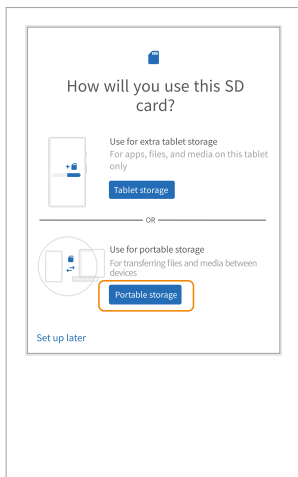 How will you use this SD
card?
Use for extra tablet storage
For apps, files, and media on this tablet
only
Tablet storage
OR
Use for portable storage
For transferring files and media between
devices
Portable storage
Set up later